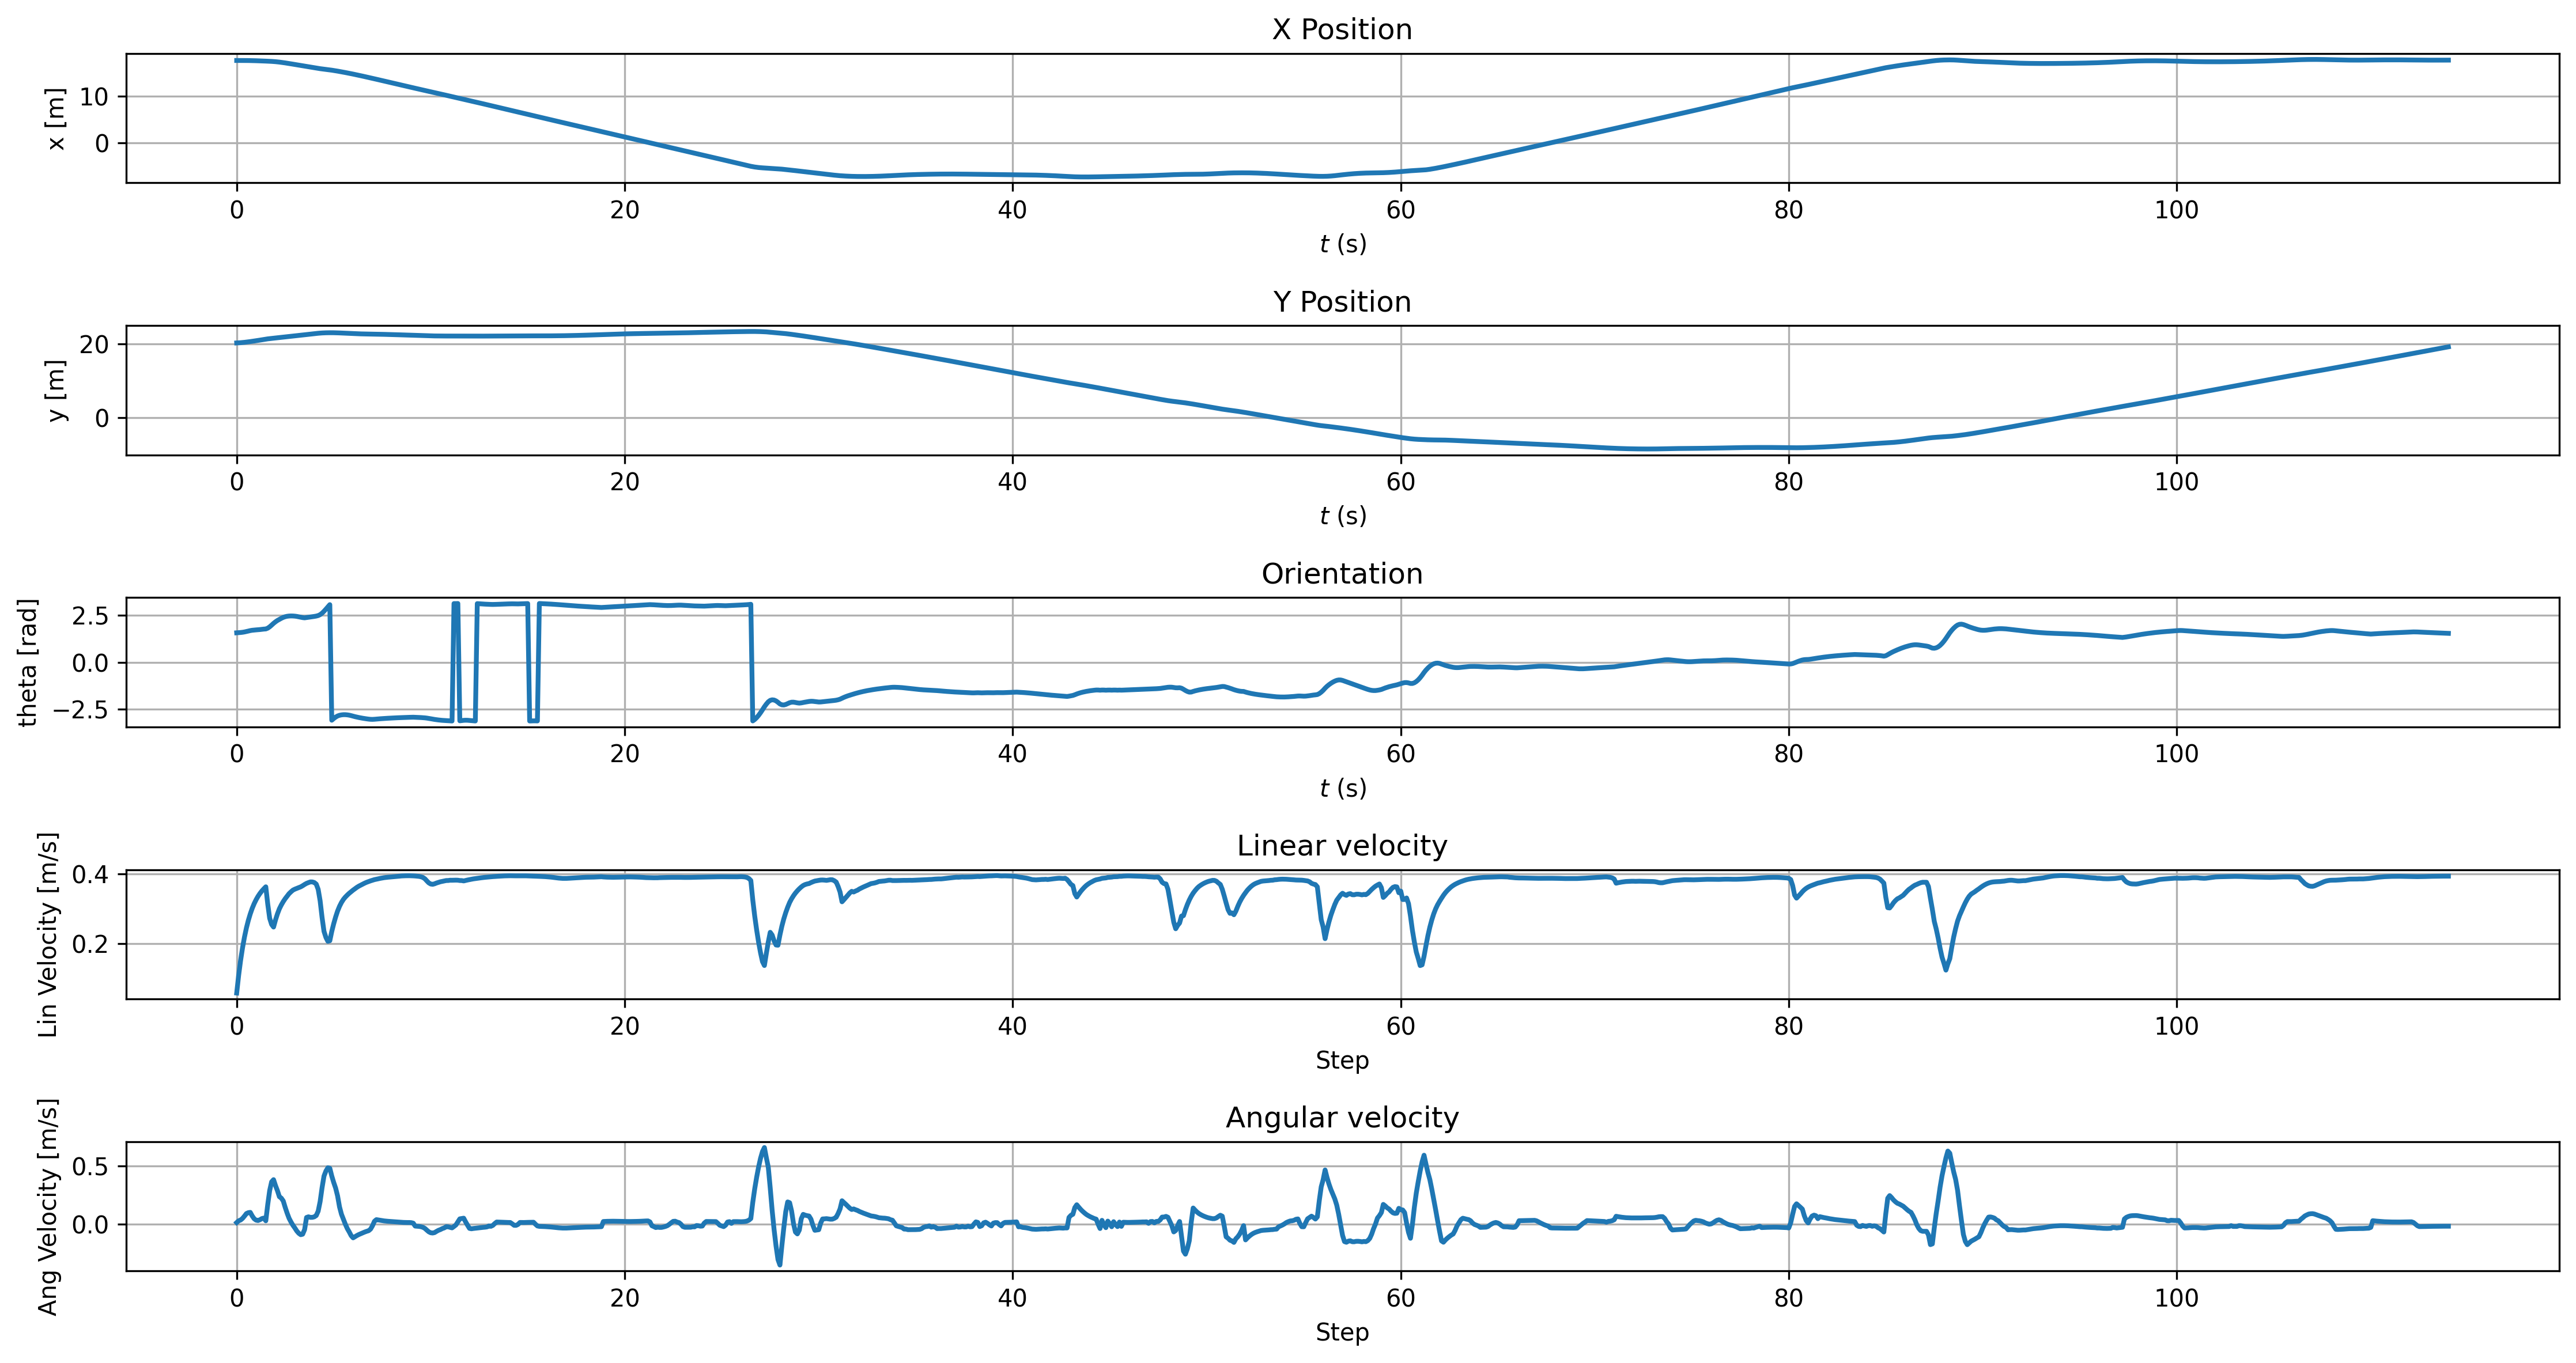 X Position
x [m]
10
0
0 20 40 60 80 100
t (s)
Y Position
y [m]
20
0
0 20 40 60 80 100
t (s)
Orientation
theta [rad]
2.5
0.0
−2.5
0 20 40 60 80 100
t (s)
Linear velocity
Lin Velocity [m/s]
0.4
0.2
0 20 40 60 80 100
Step
Angular velocity
Ang Velocity [m/s]
0.5
0.0
0 20 40 60 80 100
Step